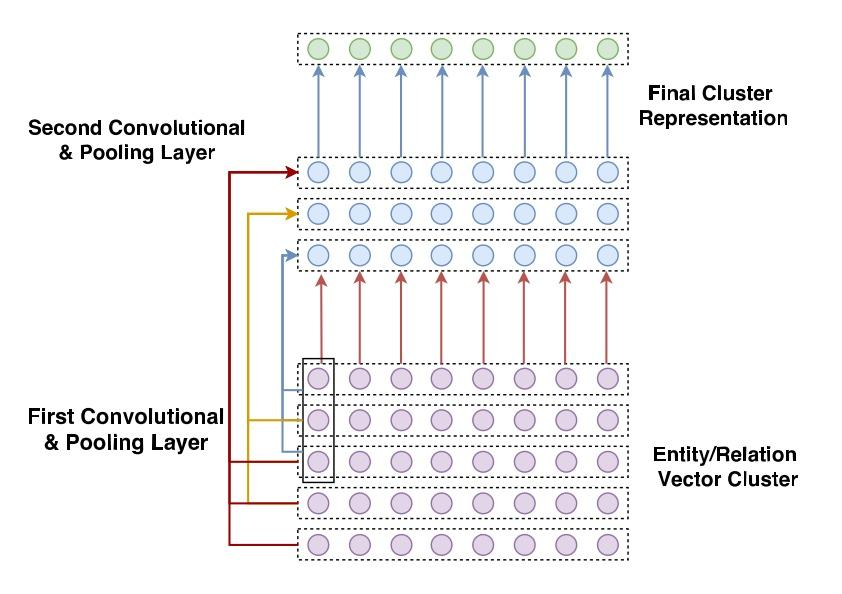 Final Cluster
Representation
Second Convolutional
& Pooling Layer
First Convolutional
& Pooling Layer
Entity/Relation
Vector Cluster